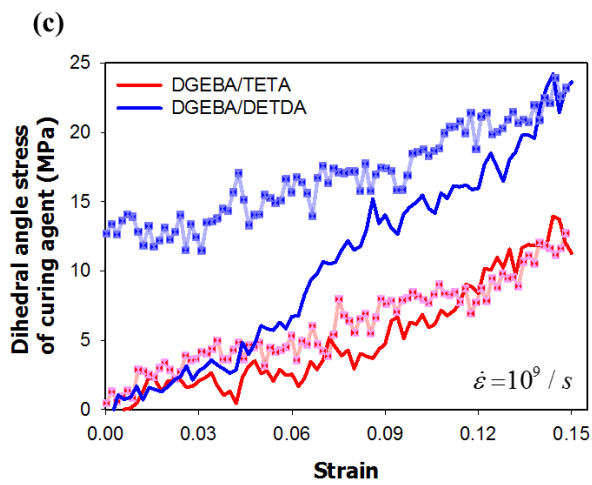 (c)
25
20
15
10
5
0
Dihedral angle stress
of curing agent (MPa)
DGEBA/TETA
DGEBA/DETDA
ε̇ = 10⁹ / s
0.00 0.03 0.06 0.09 0.12 0.15
Strain